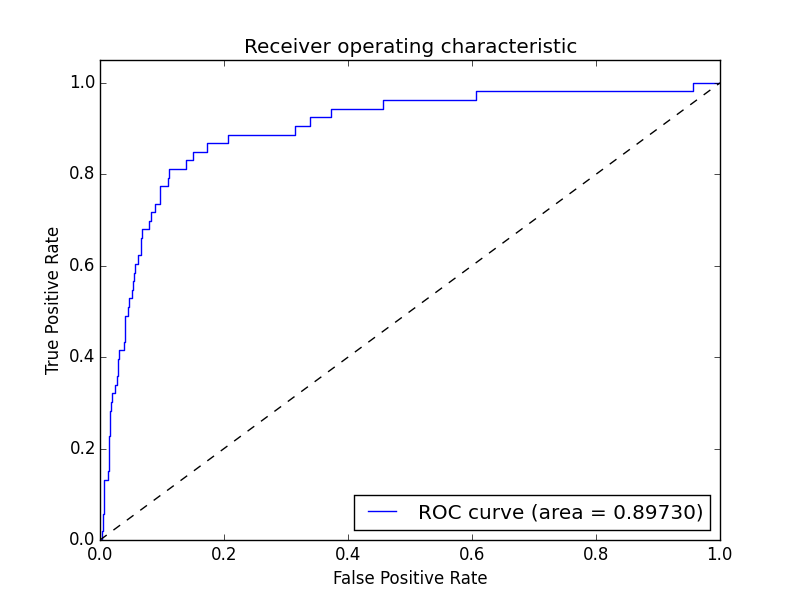 Receiver operating characteristic
1.0
0.8
0.6
0.4
0.2
0.0
True Positive Rate
ROC curve (area = 0.89730)
0.0 0.2 0.4 0.6 0.8 1.0
False Positive Rate